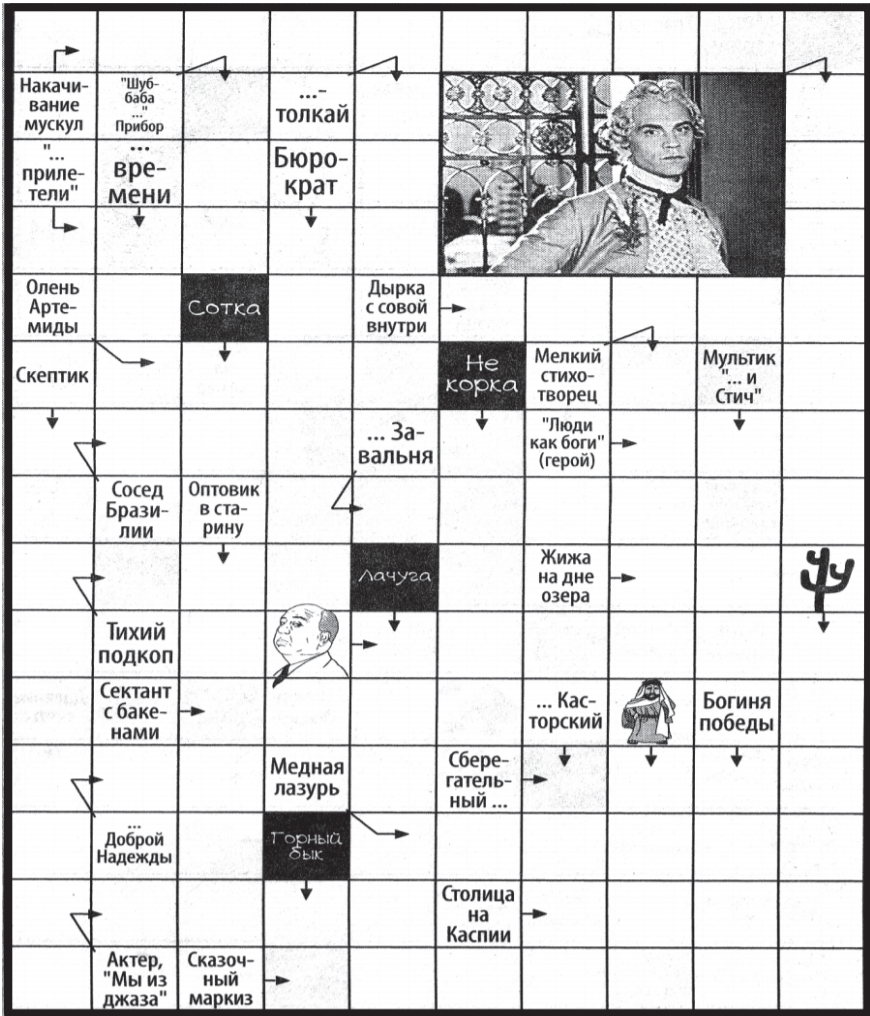 Накачи-
вание
мускул
"Шуб-
баба
..."
Прибор
...-
толкай
"...
приле-
тели"
...
вре-
мени
Бюро-
крат
Олень
Арте-
миды
Сотка
Дырка
с совой
внутри
Скептик
Не
корка
Мелкий
стихо-
творец
Мультик
"... и
Стич"
... За-
вальня
"Люди
как боги"
(герой)
Сосед
Брази-
лии
Оптовик
в ста-
рину
Лачуга
Жижа
на дне
озера
Тихий
подкоп
Сектант
с баке-
нами
... Кас-
торский
Богиня
победы
Медная
лазурь
Сбере-
гатель-
ный ...
...
Доброй
Надежды
Горный
бык
Столица
на
Каспии
Актер,
"Мы из
джаза"
Сказоч-
ный
маркиз